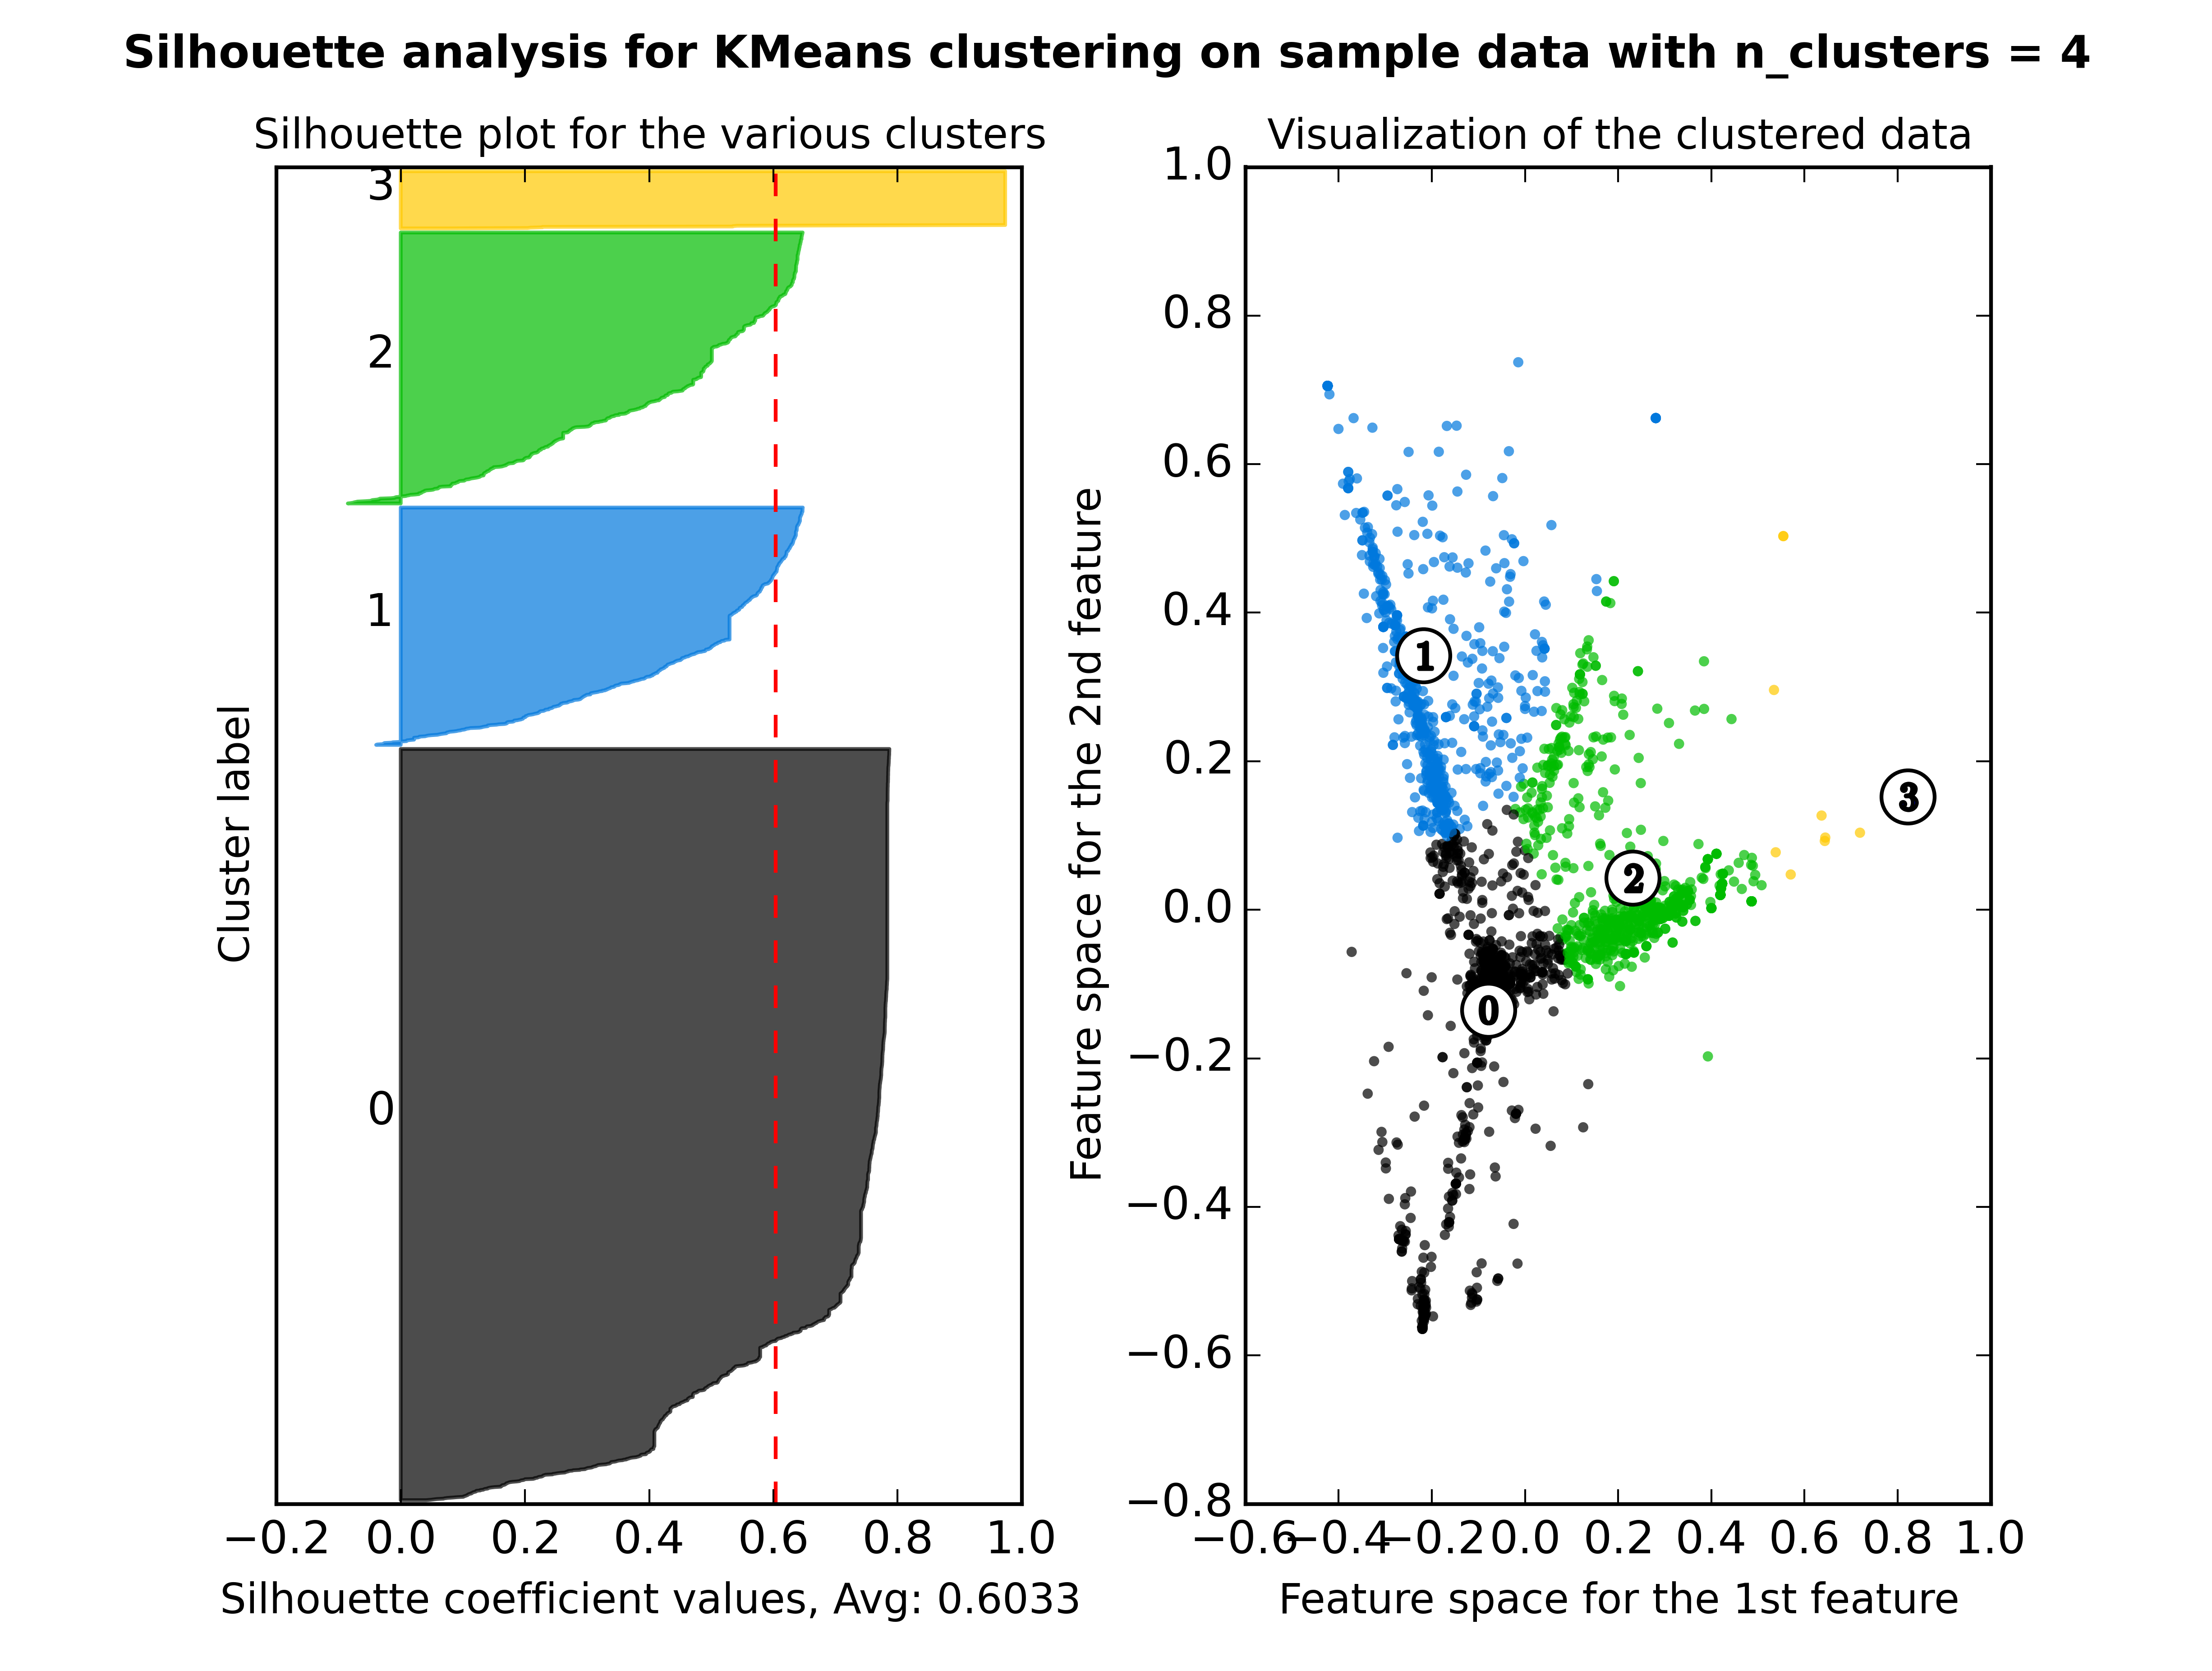 Silhouette analysis for KMeans clustering on sample data with n_clusters = 4
Silhouette plot for the various clusters
3
2
1
0
Cluster label
−0.2 0.0 0.2 0.4 0.6 0.8 1.0
Silhouette coefficient values, Avg: 0.6033
Visualization of the clustered data
1.0
0.8
0.6
0.4
0.2
0.0
−0.2
−0.4
−0.6
−0.8
Feature space for the 2nd feature
1
3
2
0
−0.6 −0.4 −0.2 0.0 0.2 0.4 0.6 0.8 1.0
Feature space for the 1st feature